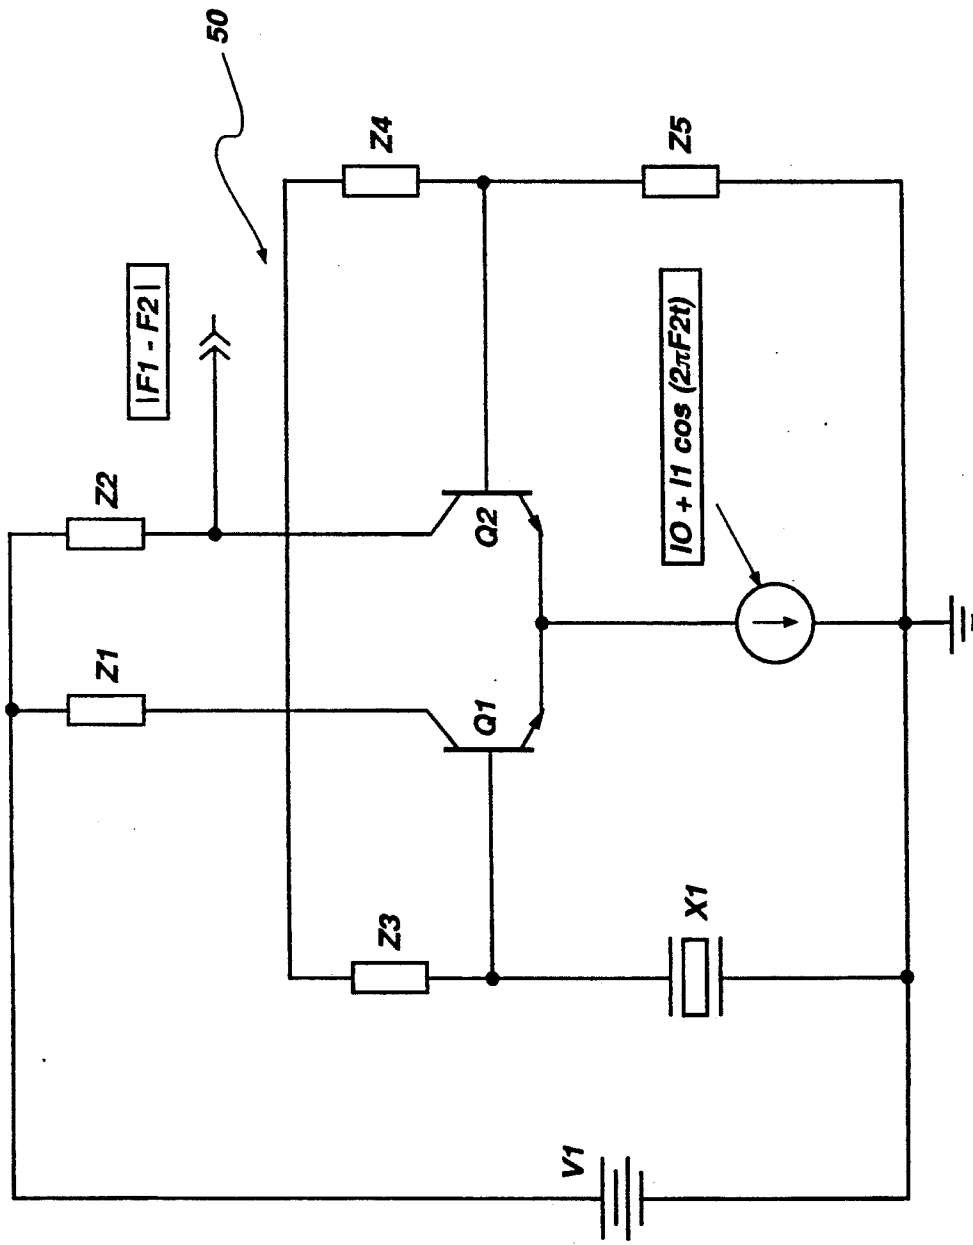 50
|F1 - F2|
Z2
Z1
Z4
Z3
Z5
Q2
Q1
IO + I1 cos (2πF2t)
X1
V1